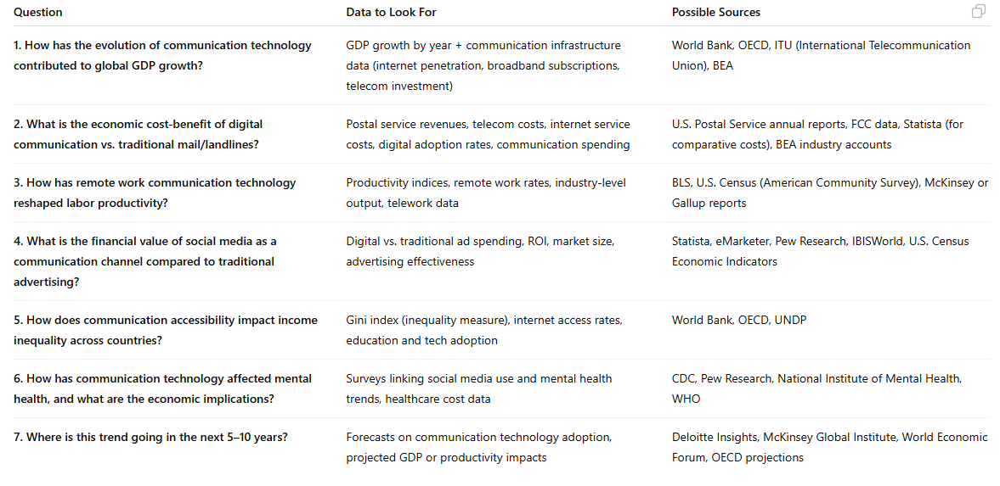 Question Data to Look For Possible Sources
1. How has the evolution of communication technology
contributed to global GDP growth?
GDP growth by year + communication infrastructure
data (internet penetration, broadband subscriptions,
telecom investment)
World Bank, OECD, ITU (International Telecommunication
Union), BEA
2. What is the economic cost-benefit of digital
communication vs. traditional mail/landlines?
Postal service revenues, telecom costs, internet service
costs, digital adoption rates, communication spending
U.S. Postal Service annual reports, FCC data, Statista (for
comparative costs), BEA industry accounts
3. How has remote work communication technology
reshaped labor productivity?
Productivity indices, remote work rates, industry-level
output, telework data
BLS, U.S. Census (American Community Survey), McKinsey or
Gallup reports
4. What is the financial value of social media as a
communication channel compared to traditional
advertising?
Digital vs. traditional ad spending, ROI, market size,
advertising effectiveness
Statista, eMarketer, Pew Research, IBISWorld, U.S. Census
Economic Indicators
5. How does communication accessibility impact income
inequality across countries?
Gini index (inequality measure), internet access rates,
education and tech adoption
World Bank, OECD, UNDP
6. How has communication technology affected mental
health, and what are the economic implications?
Surveys linking social media use and mental health
trends, healthcare cost data
CDC, Pew Research, National Institute of Mental Health,
WHO
7. Where is this trend going in the next 5–10 years?
Forecasts on communication technology adoption,
projected GDP or productivity impacts
Deloitte Insights, McKinsey Global Institute, World Economic
Forum, OECD projections